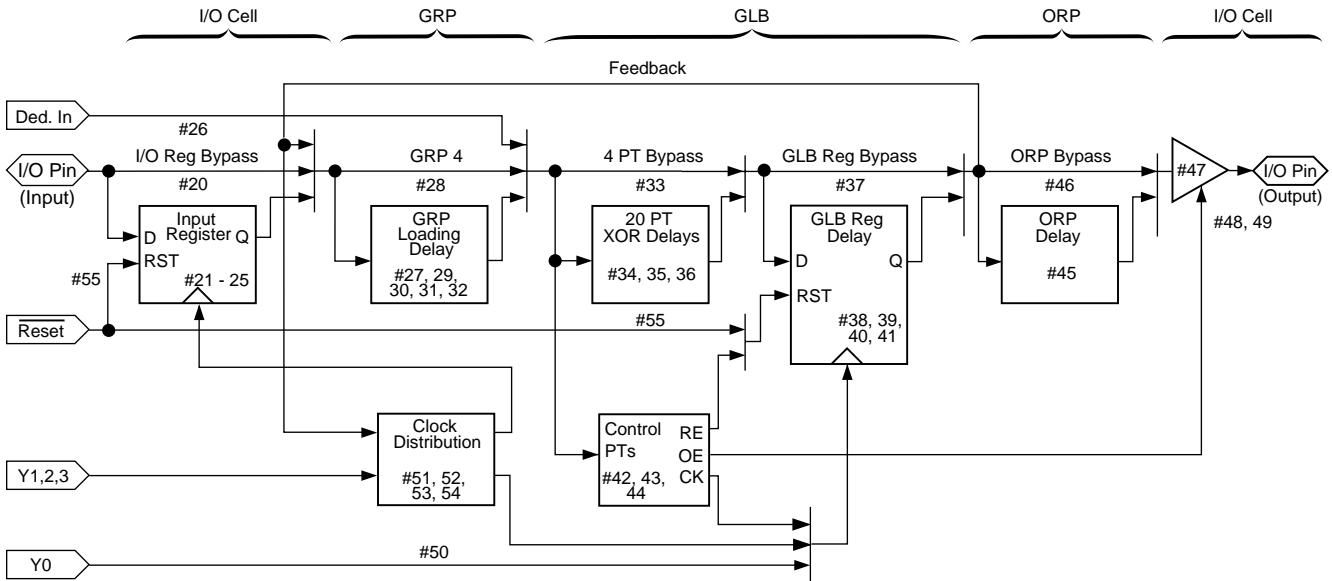 I/O Cell
GRP
GLB
ORP
I/O Cell
Feedback
Ded. In
#26
I/O Pin
(Input)
I/O Reg Bypass
#20
GRP 4
#28
4 PT Bypass
#33
GLB Reg Bypass
#37
ORP Bypass
#46
#47
I/O Pin
(Output)
#48, 49
Input
Register
D
Q
RST
#21 - 25
#55
GRP
Loading
Delay
#27, 29,
30, 31, 32
20 PT
XOR Delays
#34, 35, 36
GLB Reg
Delay
D
Q
RST
#38, 39,
40, 41
ORP
Delay
#45
Reset
#55
Clock
Distribution
#51, 52,
53, 54
Control
PTs
RE
OE
CK
#42, 43,
44
Y1,2,3
Y0
#50